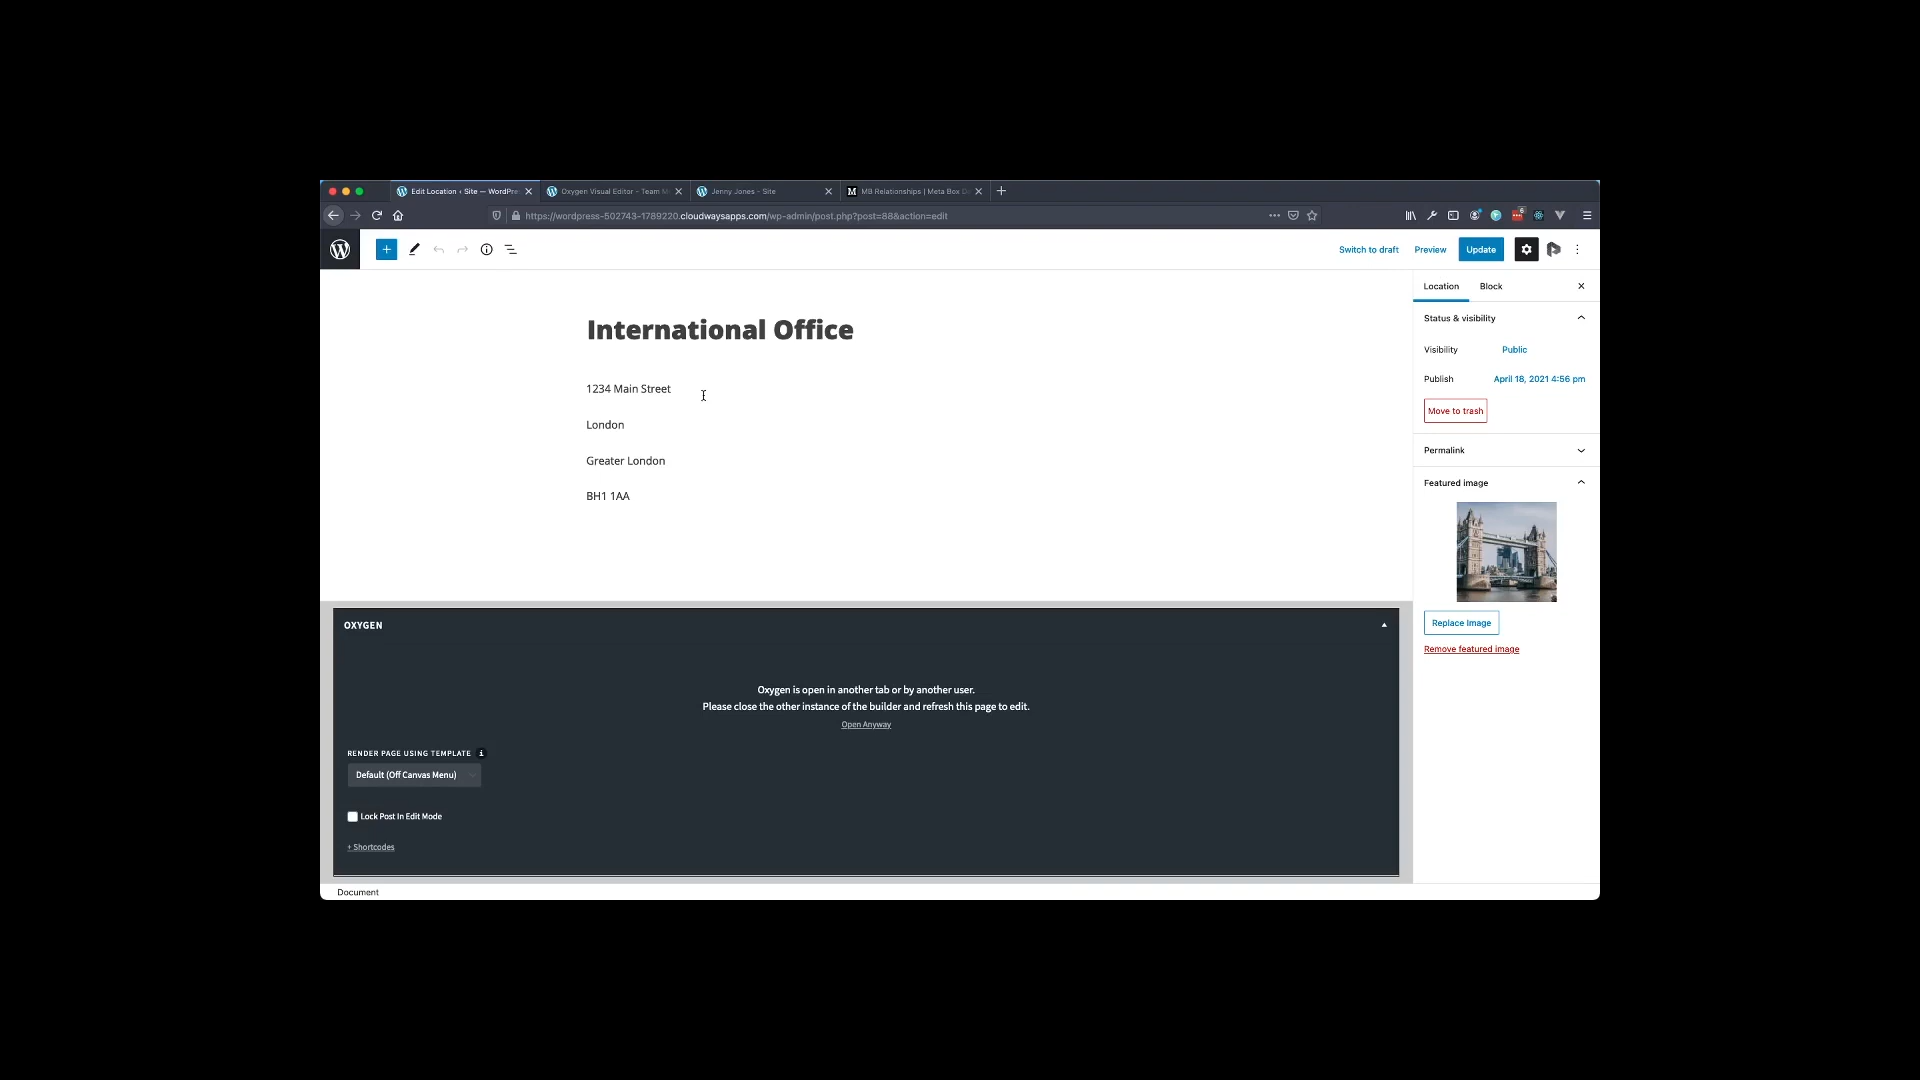 Edit Location ‹ Site — WordPre
Oxygen Visual Editor - Team M
Jenny Jones - Site
MB Relationships | Meta Box D
https://wordpress-502743-1789220.cloudwaysapps.com/wp-admin/post.php?post=88&action=edit
Switch to draft
Preview
Update
Location
Block
International Office
1234 Main Street
London
Greater London
BH1 1AA
Status & visibility
Visibility
Public
Publish
April 18, 2021 4:56 pm
Move to trash
Permalink
Featured image
Replace Image
Remove featured image
OXYGEN
Oxygen is open in another tab or by another user.
Please close the other instance of the builder and refresh this page to edit.
Open Anyway
RENDER PAGE USING TEMPLATE
Default (Off Canvas Menu)
Lock Post In Edit Mode
+ Shortcodes
Document